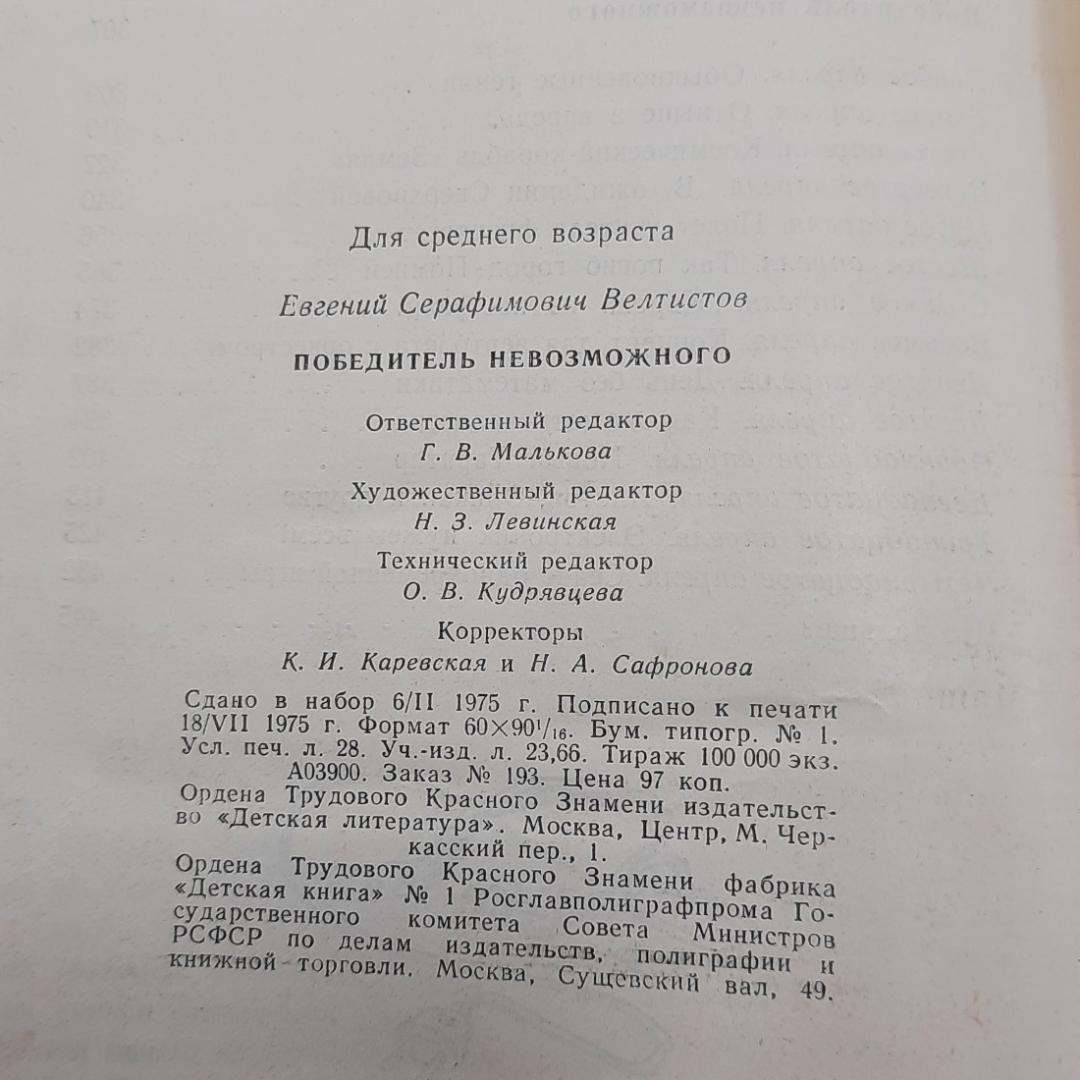 Для среднего возраста
Евгений Серафимович Велтистов
ПОБЕДИТЕЛЬ НЕВОЗМОЖНОГО
Ответственный редактор
Г. В. Малькова
Художественный редактор
Н. З. Левинская
Технический редактор
О. В. Кудрявцева
Корректоры
К. И. Каревская и Н. А. Сафронова
Сдано в набор 6/II 1975 г. Подписано к печати
18/VII 1975 г. Формат 60×90¹/₁₆. Бум. типогр. № 1.
Усл. печ. л. 28. Уч.-изд. л. 23,66. Тираж 100 000 экз.
А03900. Заказ № 193. Цена 97 коп.
Ордена Трудового Красного Знамени издательст-
во «Детская литература». Москва, Центр, М. Чер-
касский пер., 1.
Ордена Трудового Красного Знамени фабрика
«Детская книга» № 1 Росглавполиграфпрома Го-
сударственного комитета Совета Министров
РСФСР по делам издательств, полиграфии и
книжной торговли. Москва, Сущевский вал, 49.